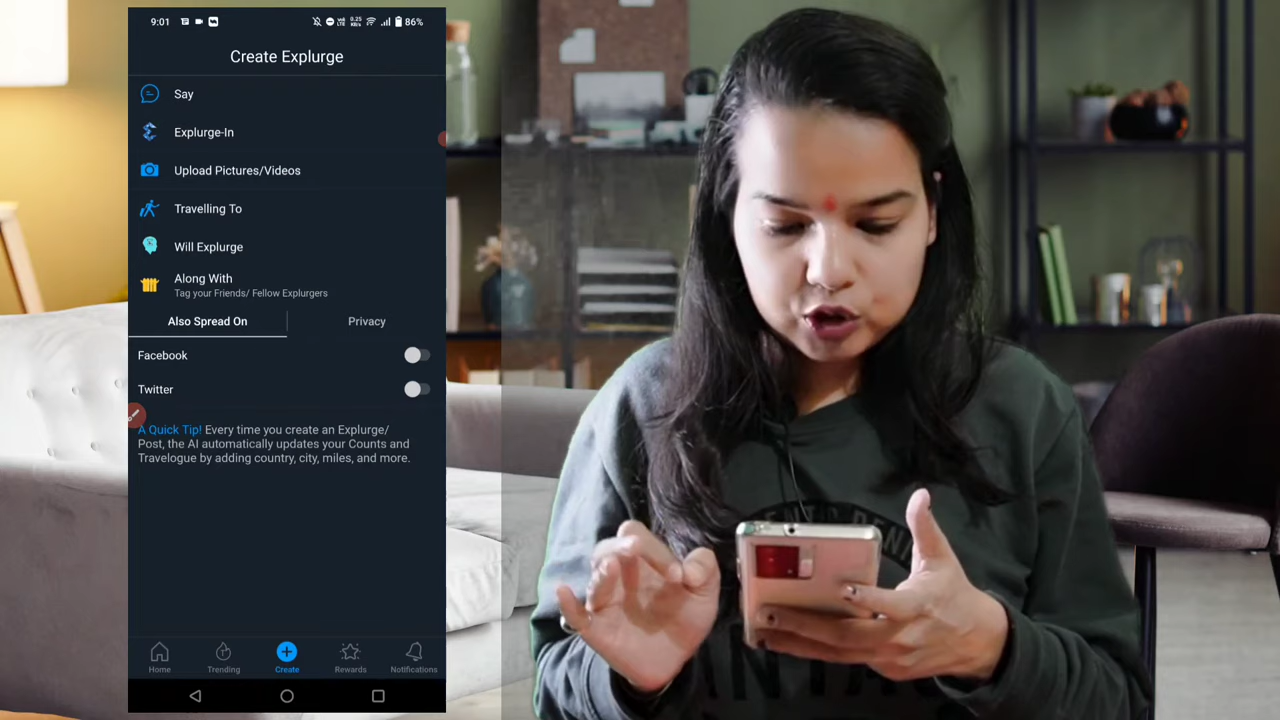 9:01
86%
Create Explurge
Say
Explurge-In
Upload Pictures/Videos
Travelling To
Will Explurge
Along With
Tag your Friends/ Fellow Explurgers
Also Spread On
Privacy
Facebook
Twitter
A Quick Tip! Every time you create an Explurge/
Post, the AI automatically updates your Counts and
Travelogue by adding country, city, miles, and more.
Home
Trending
Create
Rewards
Notifications